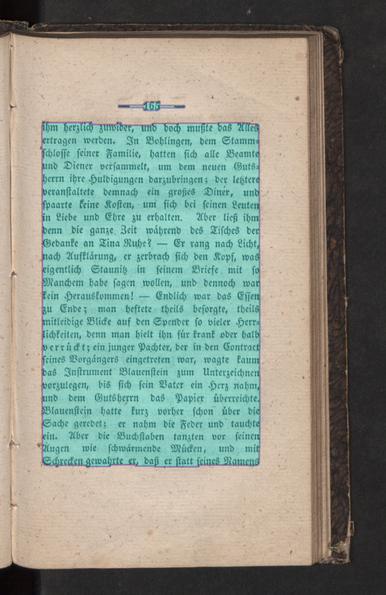 165
ihm herzlich zuwider, und doch mußte das Alles
ertragen werden. In Bohlingen, dem Stamm-
schlosse seiner Familie, hatten sich alle Beamte
und Diener versammelt, um dem neuen Guts-
herrn ihre Huldigungen darzubringen; der letztere
veranstaltete demnach ein großes Diner, und
spaarte keine Kosten, um sich bei seinen Leuten
in Liebe und Ehre zu erhalten. Aber ließ ihm
denn die ganze Zeit während des Tisches der
Gedanke an Tina Ruhe? — Er rang nach Licht,
nach Aufklärung, er zerbrach sich den Kopf, was
eigentlich Staunitz in seinem Briefe mit so
Manchem habe sagen wollen, und dennoch war
kein Herauskommen! — Endlich war das Essen
zu Ende; man heftete theils besorgte, theils
mitleidige Blicke auf den Spender so vieler Herr-
lichkeiten, denn man hielt ihn für krank oder halb
verrückt; ein junger Pachter, der in den Contract
seines Vorgängers eingetreten war, wagte kaum
das Instrument Blauenstein zum Unterzeichnen
vorzulegen, bis sich sein Vater ein Herz nahm,
und dem Gutsherrn das Papier überreichte.
Blauenstein hatte kurz vorher schon über die
Sache geredet; er nahm die Feder und tauchte
ein. Aber die Buchstaben tanzten vor seinen
Augen wie schwärmende Mücken, und mit
Schrecken gewahrte er, daß er statt seines Namens